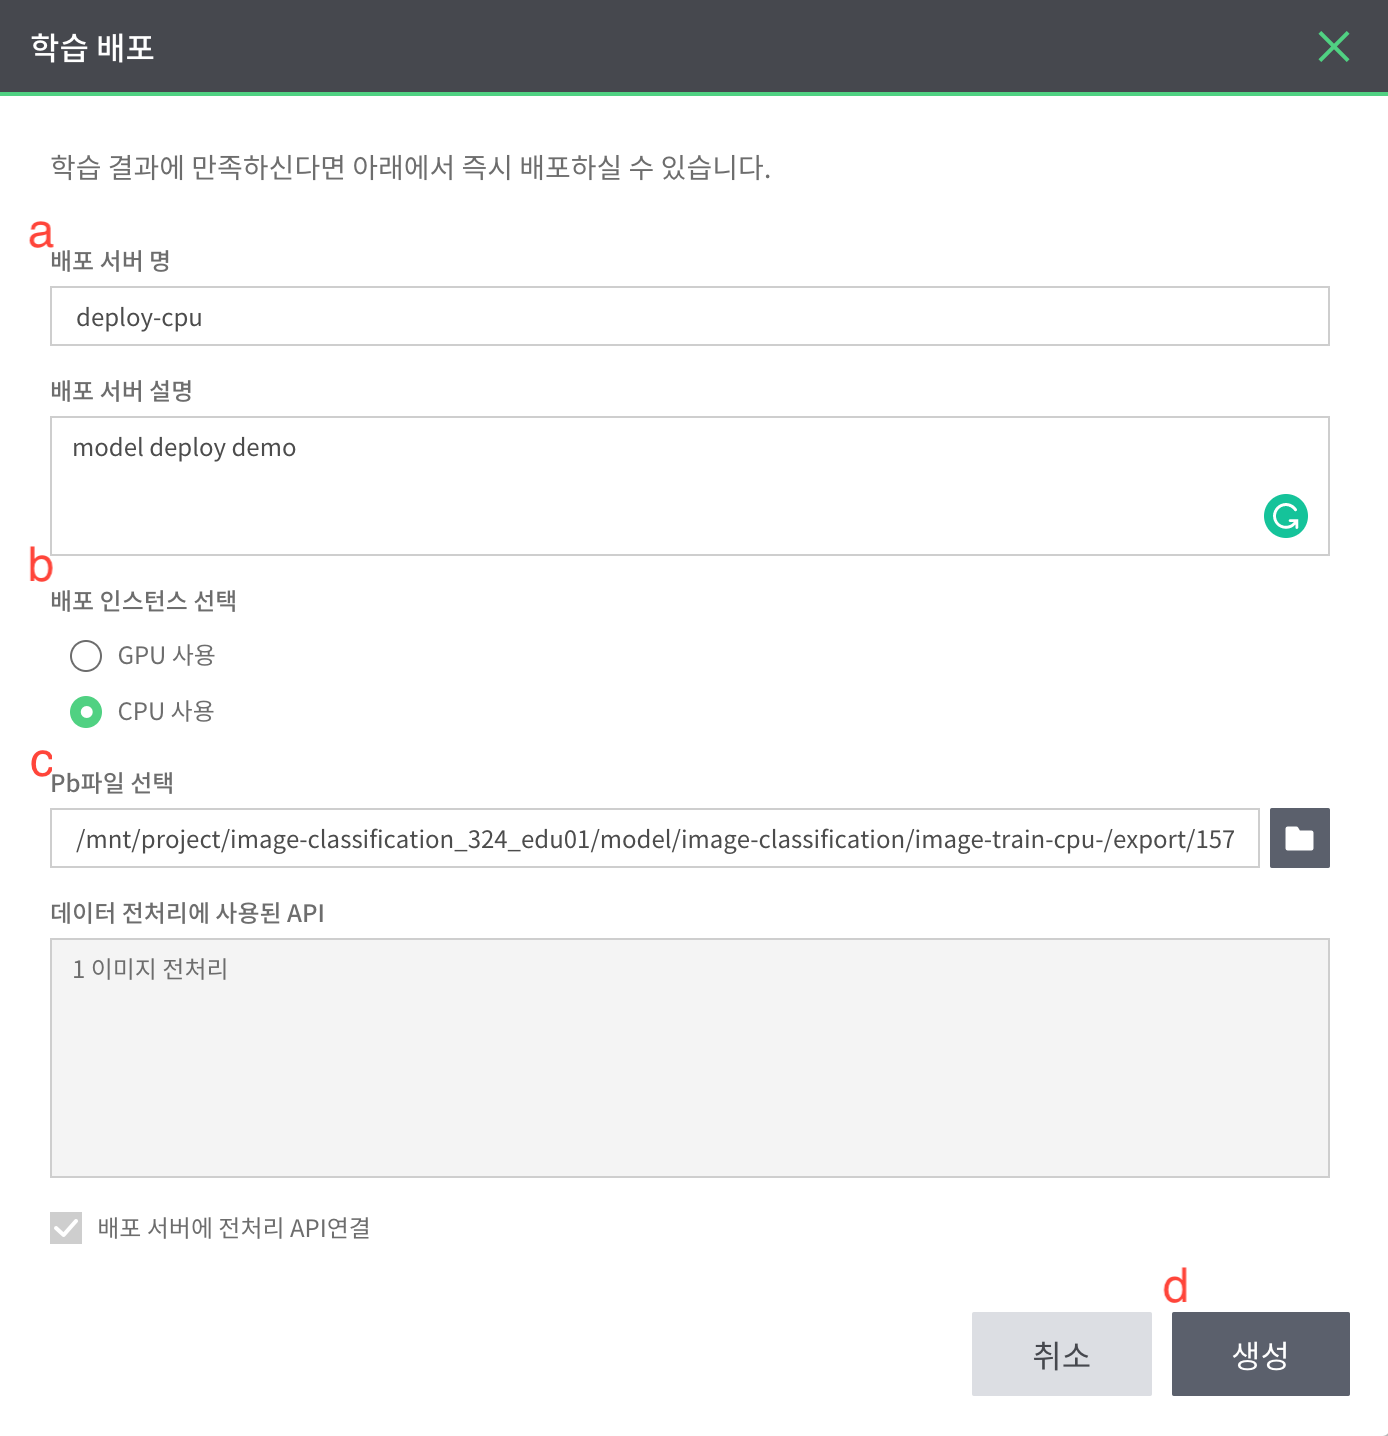 학습 배포
학습 결과에 만족하신다면 아래에서 즉시 배포하실 수 있습니다.
a
배포 서버 명
deploy-cpu
배포 서버 설명
model deploy demo
b
배포 인스턴스 선택
GPU 사용
CPU 사용
c
Pb파일 선택
/mnt/project/image-classification_324_edu01/model/image-classification/image-train-cpu-/export/157
데이터 전처리에 사용된 API
1 이미지 전처리
배포 서버에 전처리 API연결
d
취소
생성